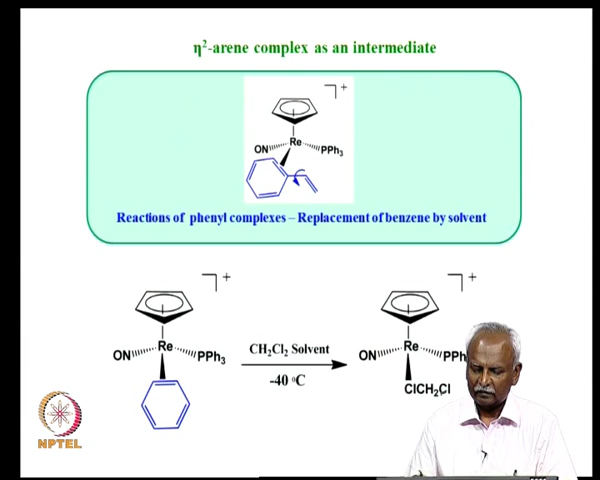 η²-arene complex as an intermediate
⁊+
ON Re PPh₃
Reactions of phenyl complexes – Replacement of benzene by solvent
⁊+ ⁊+
ON Re PPh₃ CH₂Cl₂ Solvent ON Re PPh
-40 °C ClCH₂Cl
NPTEL